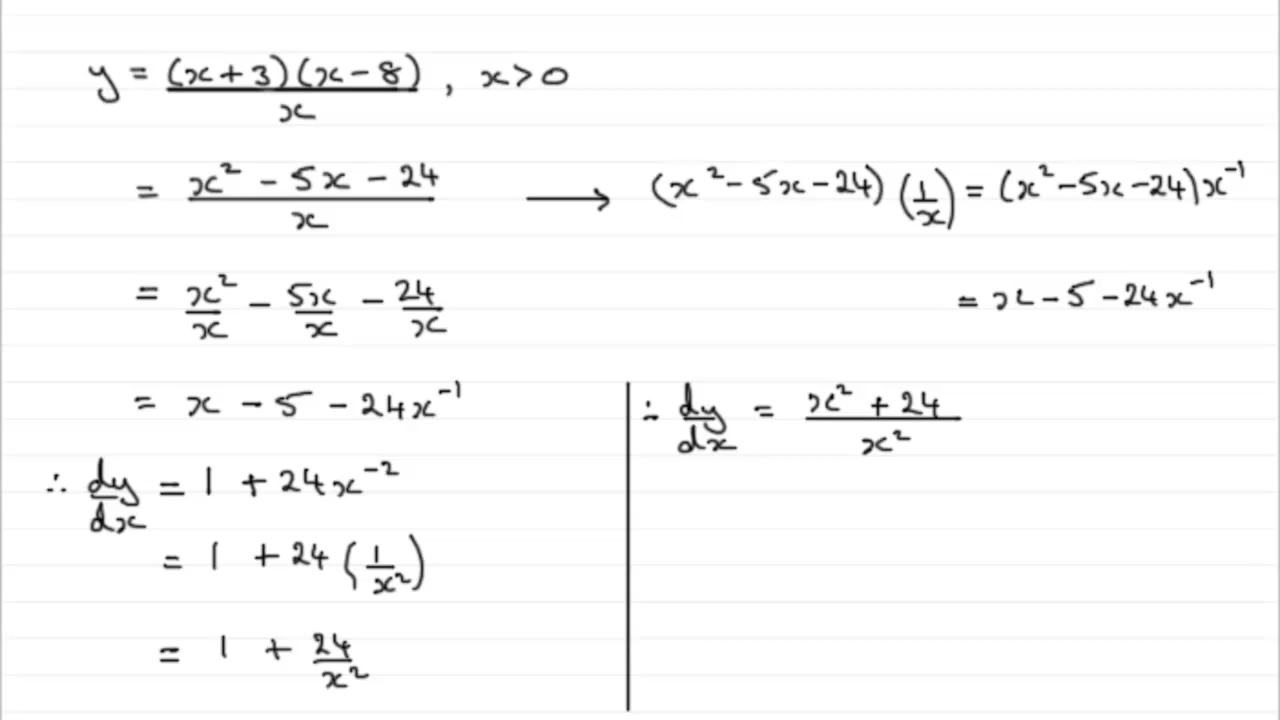 y = (x+3)(x-8)/x , x>0
= (x² - 5x - 24)/x ⟶ (x² - 5x - 24)(1/x) = (x² - 5x - 24)x⁻¹
= x²/x - 5x/x - 24/x
= x - 5 - 24x⁻¹
= x - 5 - 24x⁻¹
∴ dy/dx = 1 + 24x⁻²
= 1 + 24(1/x²)
= 1 + 24/x²
∴ dy/dx = (x² + 24)/x²